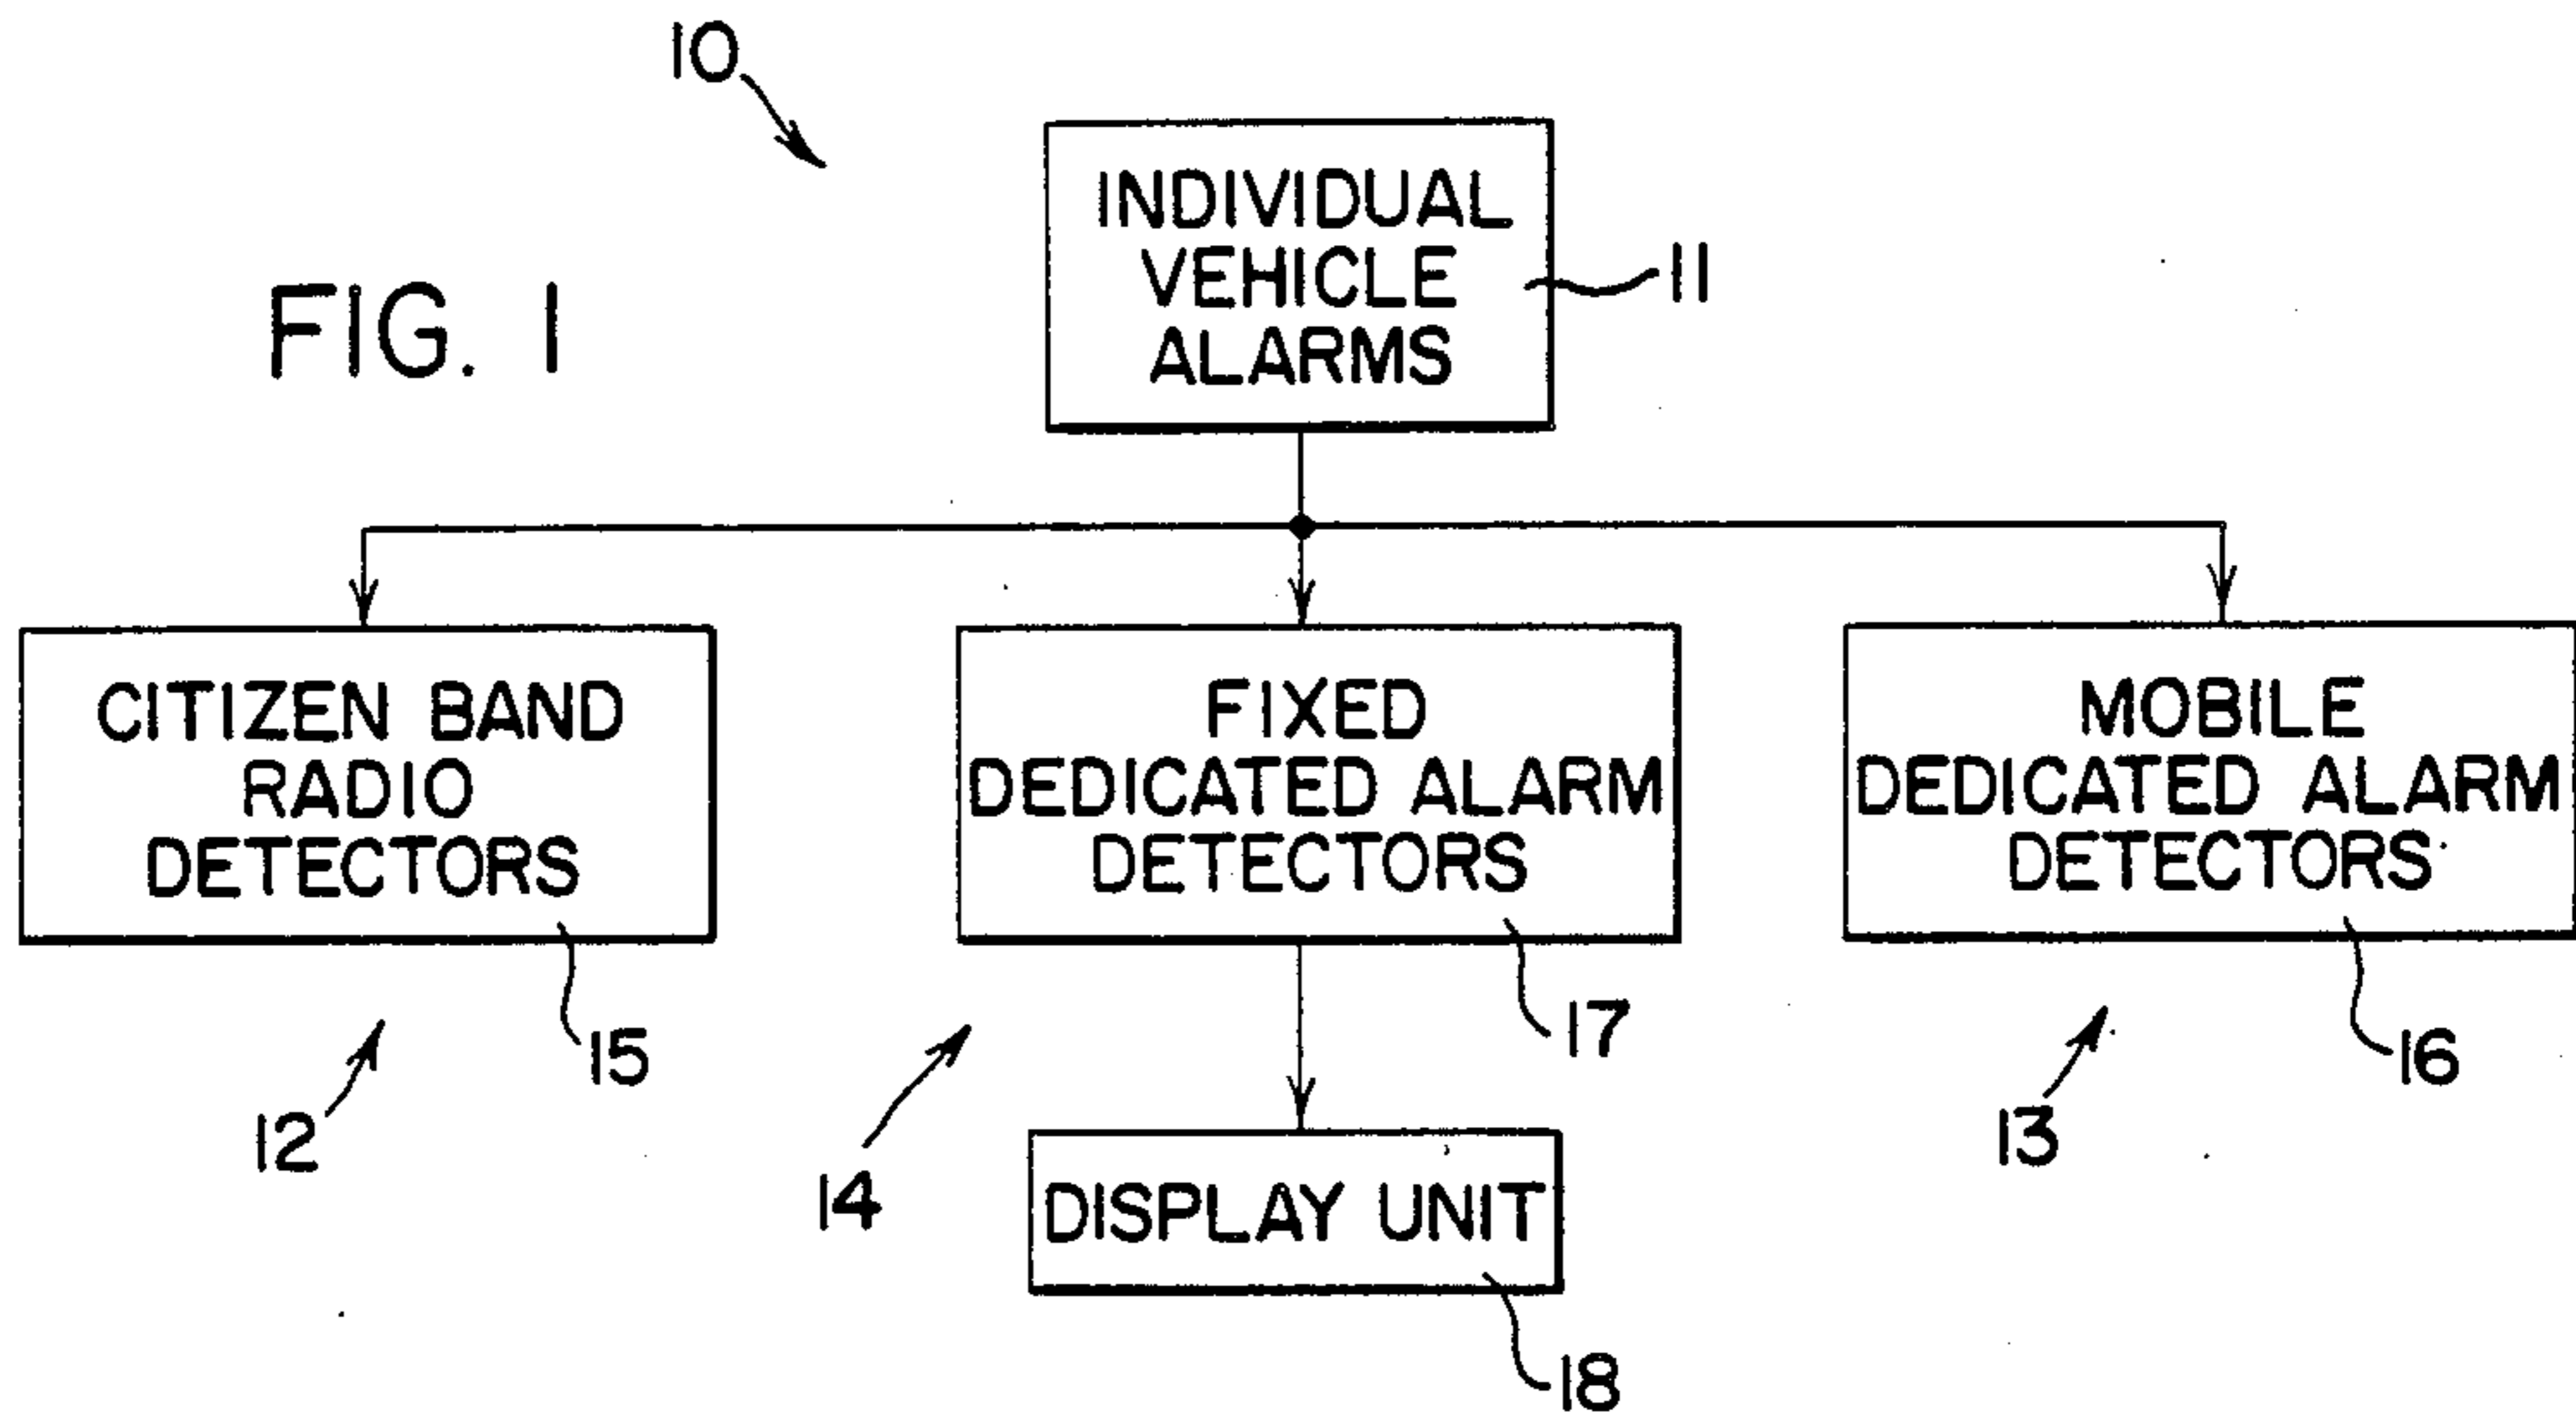 10
FIG. 1
INDIVIDUAL
VEHICLE
ALARMS
11
CITIZEN BAND
RADIO
DETECTORS
15
12
FIXED
DEDICATED ALARM
DETECTORS
17
14
MOBILE
DEDICATED ALARM
DETECTORS
16
13
DISPLAY UNIT
18